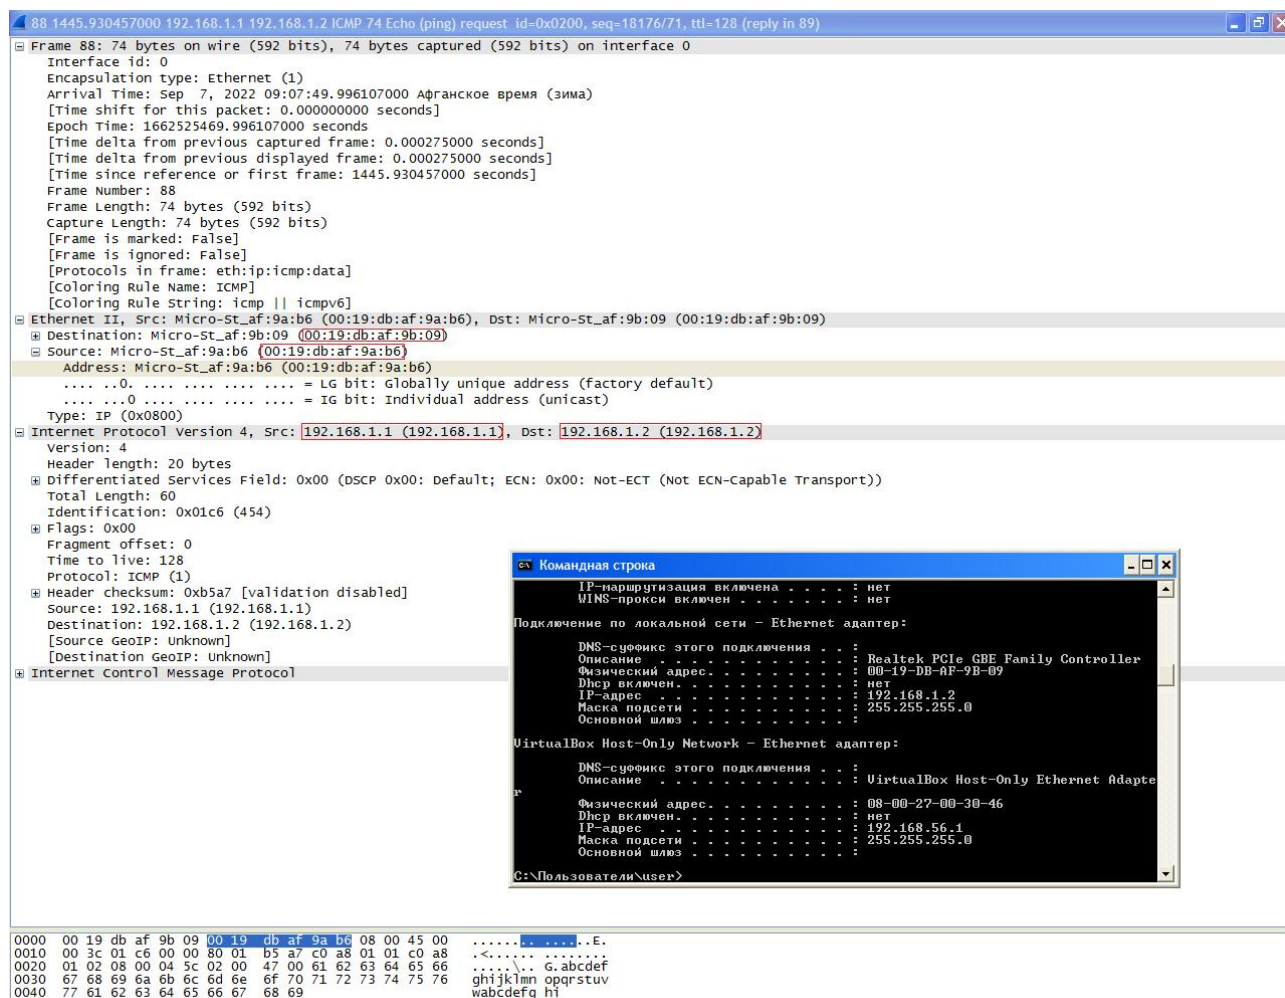 88 1445.930457000 192.168.1.1 192.168.1.2 ICMP 74 Echo (ping) request id=0x0200, seq=18176/71, ttl=128 (reply in 89)
Frame 88: 74 bytes on wire (592 bits), 74 bytes captured (592 bits) on interface 0
Interface id: 0
Encapsulation type: Ethernet (1)
Arrival Time: Sep 7, 2022 09:07:49.996107000 Афганское время (зима)
[Time shift for this packet: 0.000000000 seconds]
Epoch Time: 1662525469.996107000 seconds
[Time delta from previous captured frame: 0.000275000 seconds]
[Time delta from previous displayed frame: 0.000275000 seconds]
[Time since reference or first frame: 1445.930457000 seconds]
Frame Number: 88
Frame Length: 74 bytes (592 bits)
Capture Length: 74 bytes (592 bits)
[Frame is marked: False]
[Frame is ignored: False]
[Protocols in frame: eth:ip:icmp:data]
[Coloring Rule Name: ICMP]
[Coloring Rule String: icmp || icmpv6]
Ethernet II, Src: Micro-St_af:9a:b6 (00:19:db:af:9a:b6), Dst: Micro-St_af:9b:09 (00:19:db:af:9b:09)
Destination: Micro-St_af:9b:09 (00:19:db:af:9b:09)
Source: Micro-St_af:9a:b6 (00:19:db:af:9a:b6)
Address: Micro-St_af:9a:b6 (00:19:db:af:9a:b6)
.... ..0. .... .... .... .... = LG bit: Globally unique address (factory default)
.... ...0 .... .... .... .... = IG bit: Individual address (unicast)
Type: IP (0x0800)
Internet Protocol Version 4, Src: 192.168.1.1 (192.168.1.1), Dst: 192.168.1.2 (192.168.1.2)
Version: 4
Header length: 20 bytes
Differentiated Services Field: 0x00 (DSCP 0x00: Default; ECN: 0x00: Not-ECT (Not ECN-Capable Transport))
Total Length: 60
Identification: 0x01c6 (454)
Flags: 0x00
Fragment offset: 0
Time to live: 128
Protocol: ICMP (1)
Header checksum: 0xb5a7 [validation disabled]
Source: 192.168.1.1 (192.168.1.1)
Destination: 192.168.1.2 (192.168.1.2)
[Source GeoIP: Unknown]
[Destination GeoIP: Unknown]
Internet Control Message Protocol
Командная строка
IP-маршрутизация включена . . . . : нет
WINS-прокси включен . . . . . . . : нет
Подключение по локальной сети - Ethernet адаптер:
DNS-суффикс этого подключения . . :
Описание . . . . . . . . . . . . : Realtek PCIe GBE Family Controller
Физический адрес. . . . . . . . . : 00-19-DB-AF-9B-09
Dhcp включен. . . . . . . . . . . : нет
IP-адрес . . . . . . . . . . . . : 192.168.1.2
Маска подсети . . . . . . . . . . : 255.255.255.0
Основной шлюз . . . . . . . . . . :
VirtualBox Host-Only Network - Ethernet адаптер:
DNS-суффикс этого подключения . . :
Описание . . . . . . . . . . . . : VirtualBox Host-Only Ethernet Adapte
r
Физический адрес. . . . . . . . . : 08-00-27-00-30-46
Dhcp включен. . . . . . . . . . . : нет
IP-адрес . . . . . . . . . . . . : 192.168.56.1
Маска подсети . . . . . . . . . . : 255.255.255.0
Основной шлюз . . . . . . . . . . :
C:\Пользователи\user>
0000 00 19 db af 9b 09 00 19 db af 9a b6 08 00 45 00 ........ ......E.
0010 00 3c 01 c6 00 00 80 01 b5 a7 c0 a8 01 01 c0 a8 .<...... ........
0020 01 02 08 00 04 5c 02 00 47 00 61 62 63 64 65 66 .....\.. G.abcdef
0030 67 68 69 6a 6b 6c 6d 6e 6f 70 71 72 73 74 75 76 ghijklmn opqrstuv
0040 77 61 62 63 64 65 66 67 68 69 wabcdefg hi